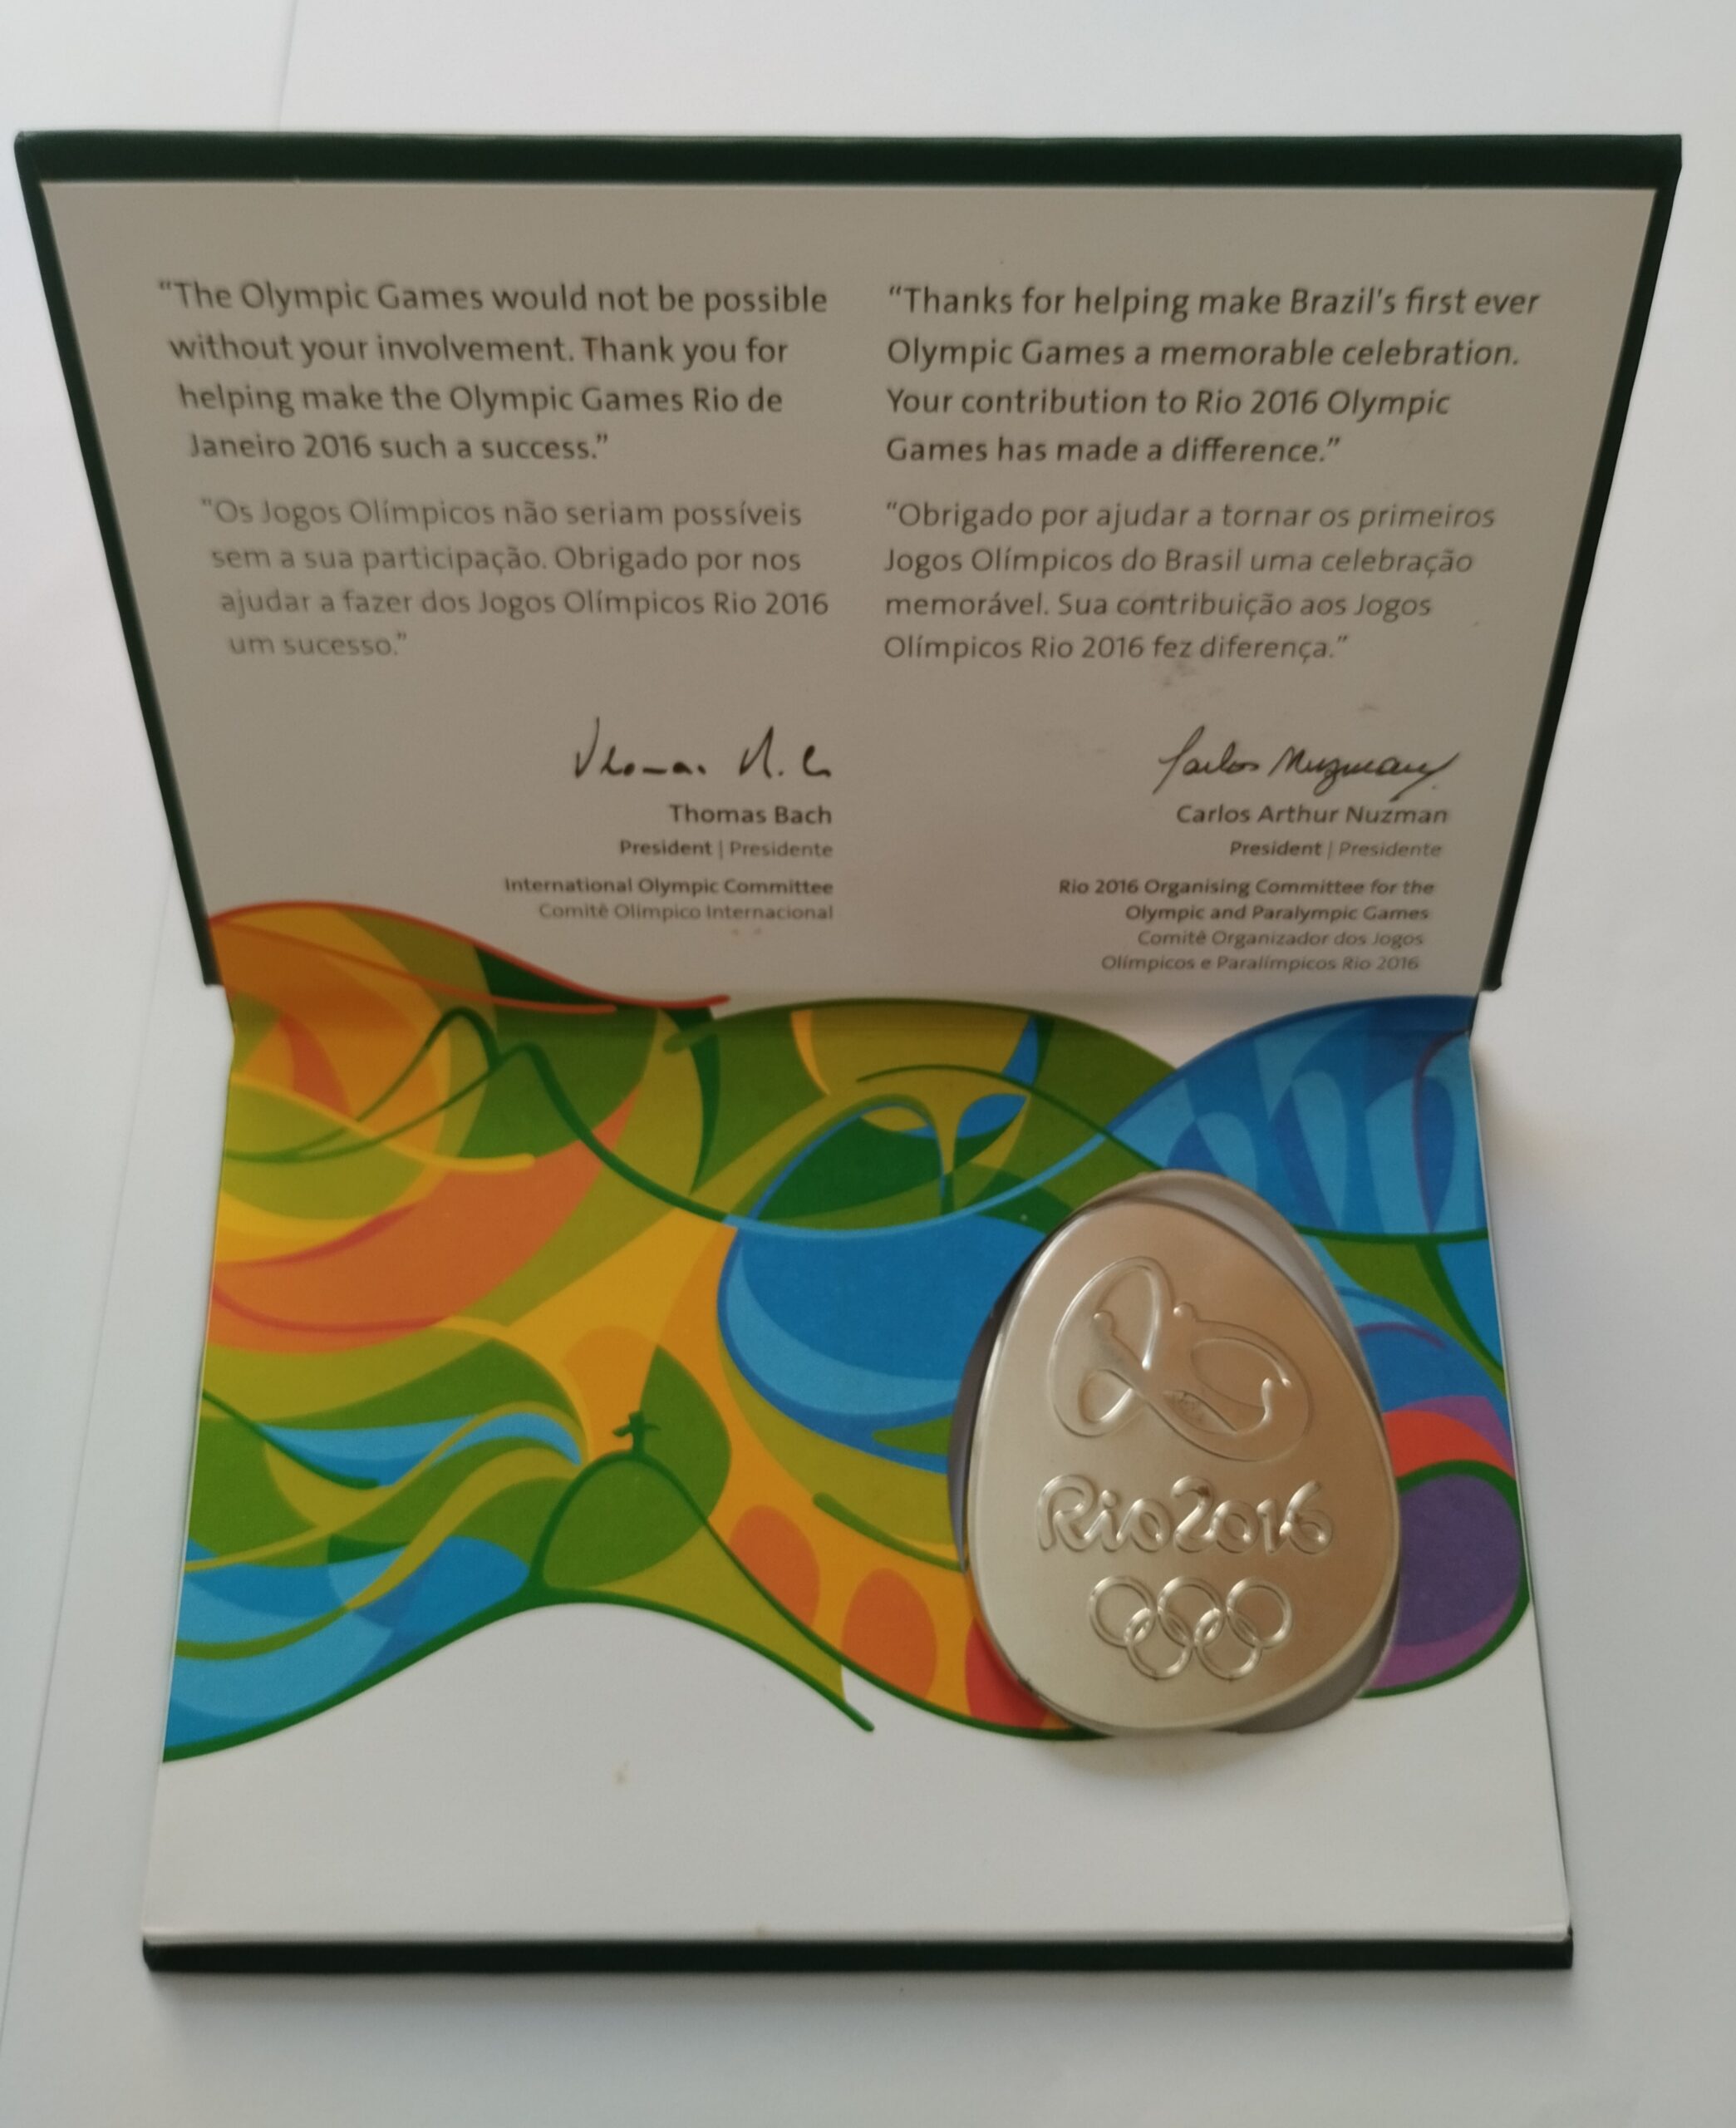 “The Olympic Games would not be possible
without your involvement. Thank you for
helping make the Olympic Games Rio de
Janeiro 2016 such a success.”
“Os Jogos Olímpicos não seriam possíveis
sem a sua participação. Obrigado por nos
ajudar a fazer dos Jogos Olímpicos Rio 2016
um sucesso.”
Thomas Bach
President | Presidente
International Olympic Committee
Comitê Olímpico Internacional
“Thanks for helping make Brazil's first ever
Olympic Games a memorable celebration.
Your contribution to Rio 2016 Olympic
Games has made a difference.”
“Obrigado por ajudar a tornar os primeiros
Jogos Olímpicos do Brasil uma celebração
memorável. Sua contribuição aos Jogos
Olímpicos Rio 2016 fez diferença.”
Carlos Nuzman
Carlos Arthur Nuzman
President | Presidente
Rio 2016 Organising Committee for the
Olympic and Paralympic Games
Comitê Organizador dos Jogos
Olímpicos e Paralímpicos Rio 2016
Rio2016